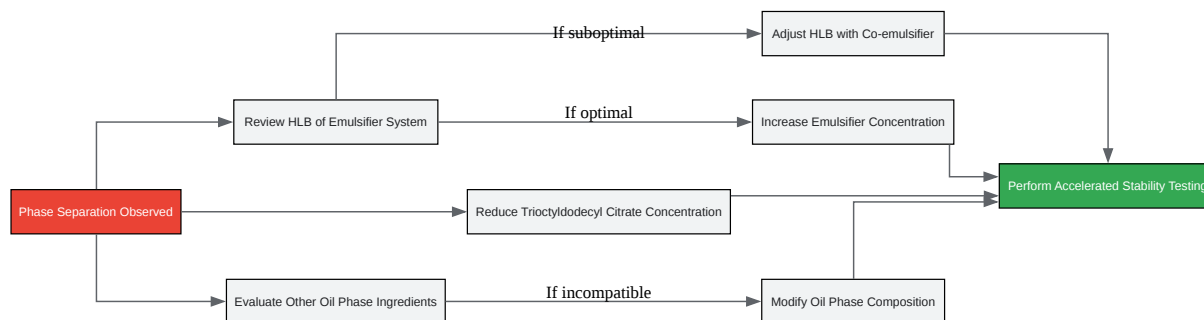 If suboptimal
Adjust HLB with Co-emulsifier
Review HLB of Emulsifier System
If optimal
Increase Emulsifier Concentration
Phase Separation Observed
Reduce Trioctyldodecyl Citrate Concentration
Perform Accelerated Stability Testing
Evaluate Other Oil Phase Ingredients
If incompatible
Modify Oil Phase Composition